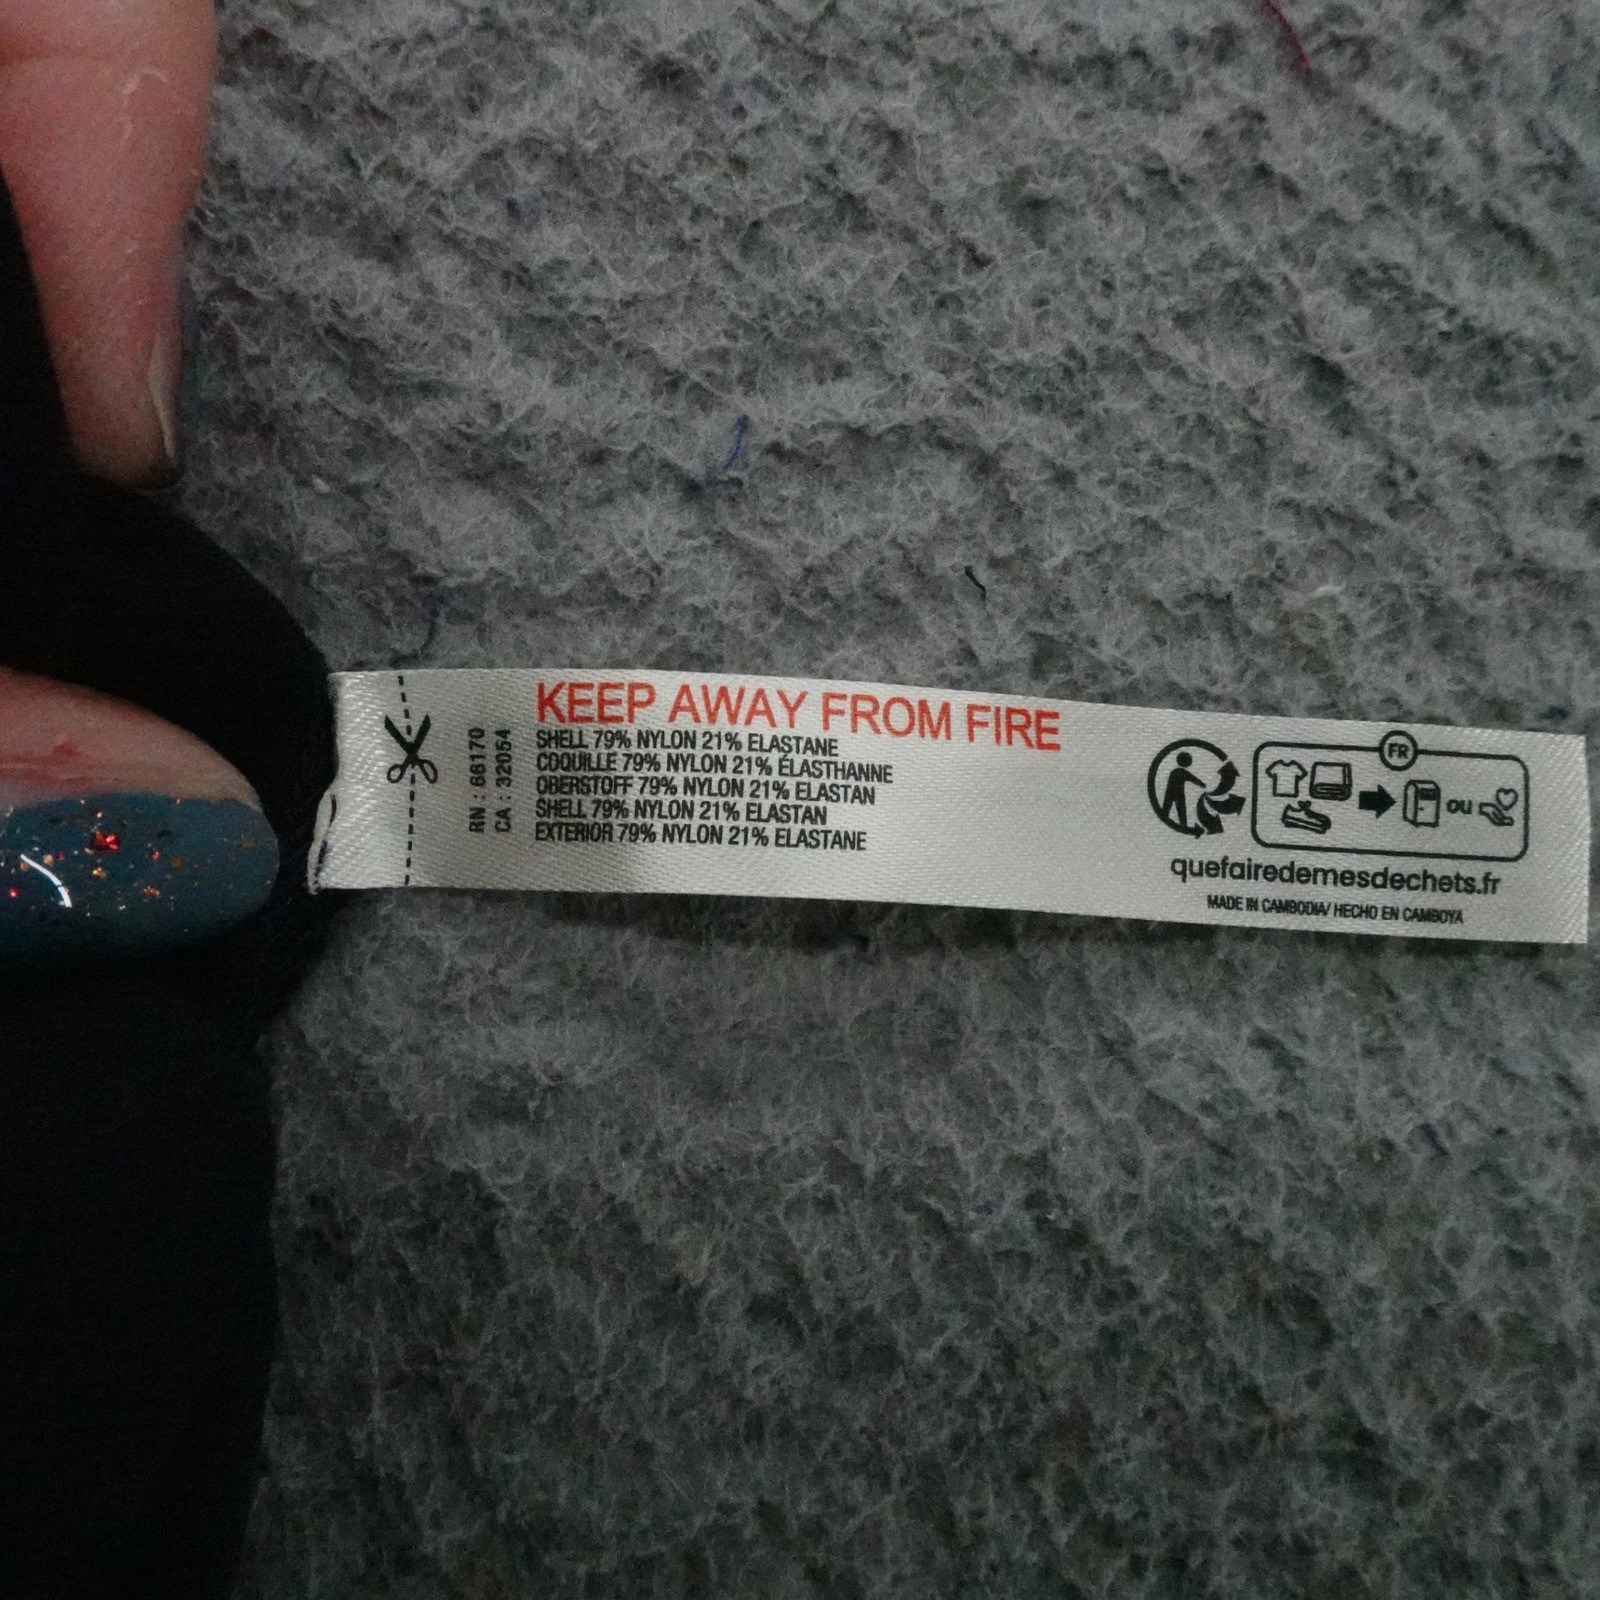 RN : 66170
CA : 32054
KEEP AWAY FROM FIRE
SHELL 79% NYLON 21% ELASTANE
COQUILLE 79% NYLON 21% ÉLASTHANNE
OBERSTOFF 79% NYLON 21% ELASTAN
SHELL 79% NYLON 21% ELASTAN
EXTERIOR 79% NYLON 21% ELASTANE
FR
ou
quefairedemesdechets.fr
MADE IN CAMBODIA/ HECHO EN CAMBOYA